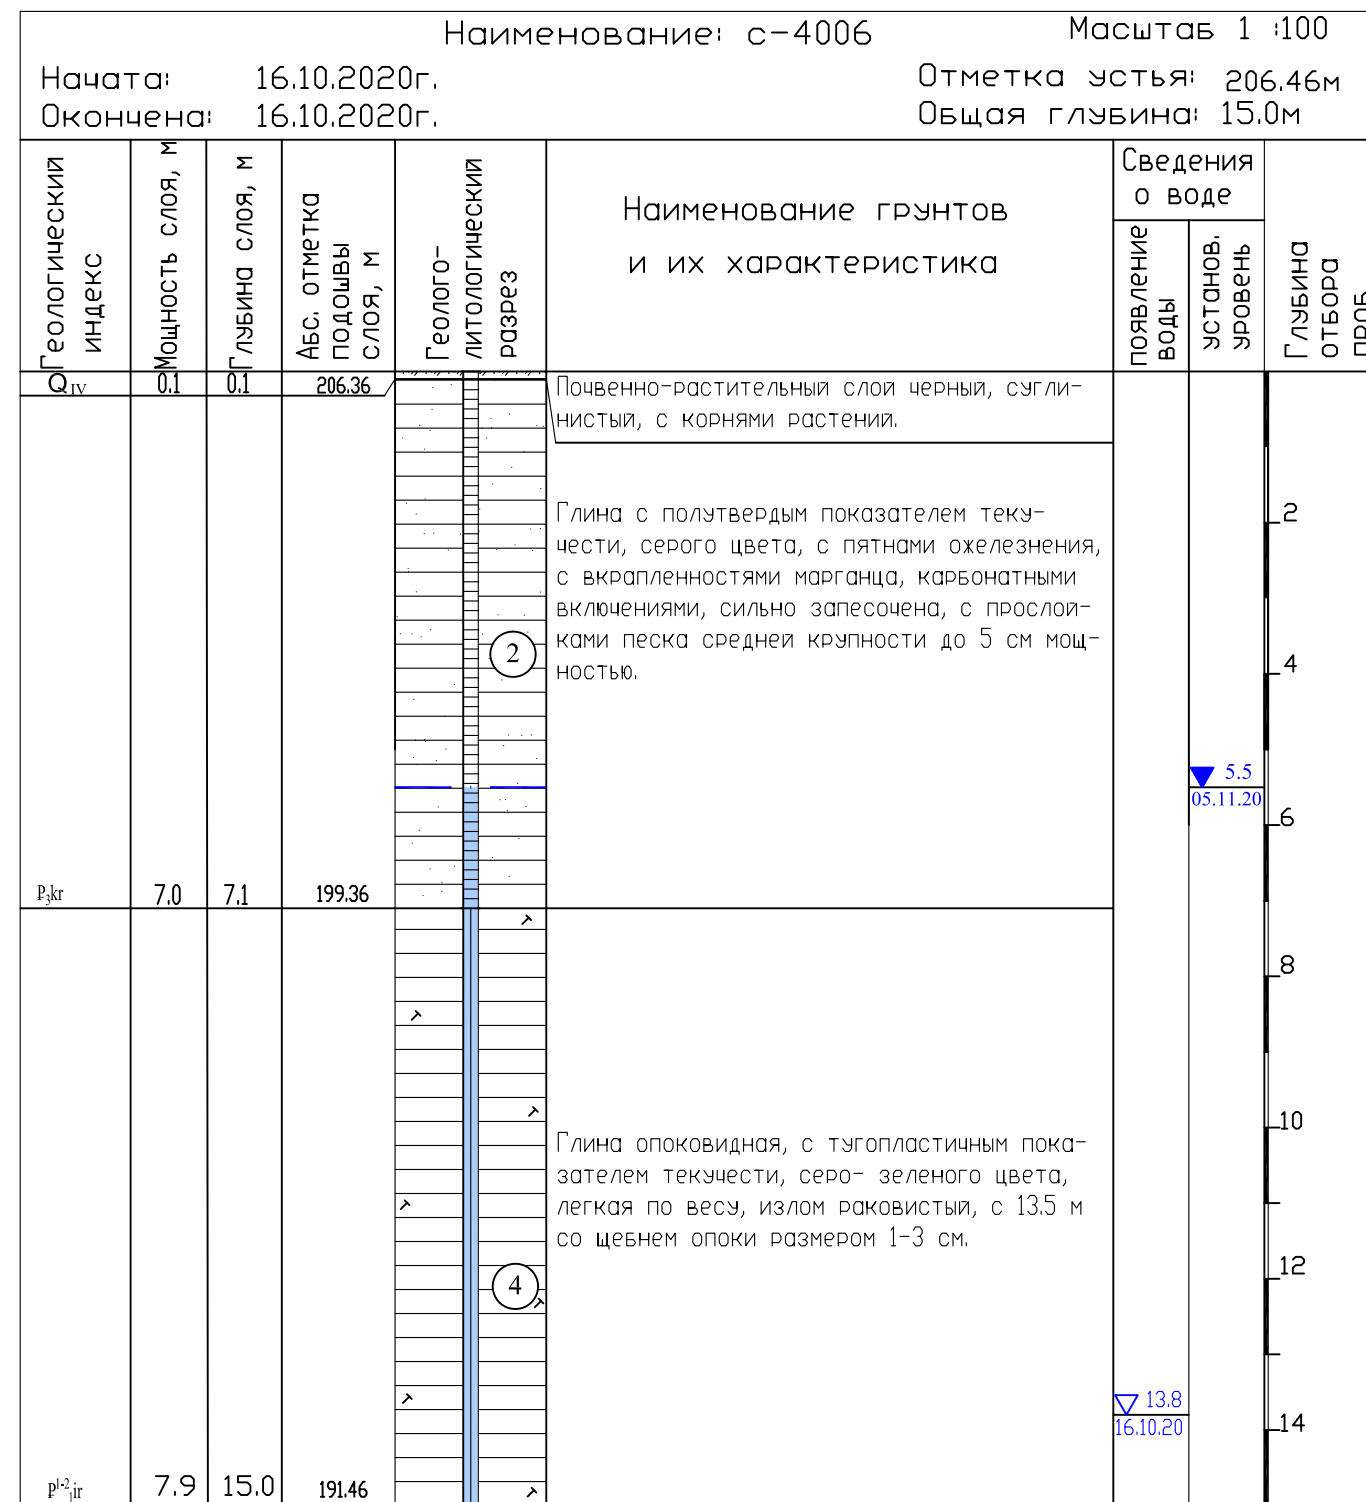 Наименование: с-4006
Масштаб 1 :100
Начата: 16.10.2020г.
Окончена: 16.10.2020г.
Отметка устья: 206.46м
Общая глубина: 15.0м
Геологический
индекс
Мощность слоя, м
Глубина слоя, м
Абс. отметка
подошвы
слоя, м
Геолого-
литологический
разрез
Наименование грунтов
и их характеристика
Сведения
о воде
появление
воды
установ.
уровень
Глубина
отбора
проб
QIV 0.1 0.1 206.36
Почвенно-растительный слой черный, сугли-
нистый, с корнями растений.
Глина с полутвердым показателем теку-
чести, серого цвета, с пятнами ожелезнения,
с вкрапленностями марганца, карбонатными
включениями, сильно запесочена, с прослой-
ками песка средней крупности до 5 см мощ-
ностью.
2
2
4
5.5
05.11.20
6
₽3kr 7.0 7.1 199.36
8
10
Глина опоковидная, с тугопластичным пока-
зателем текучести, серо- зеленого цвета,
легкая по весу, излом раковистый, с 13.5 м
со щебнем опоки размером 1-3 см.
12
4
13.8
16.10.20
14
₽1-21ir 7.9 15.0 191.46